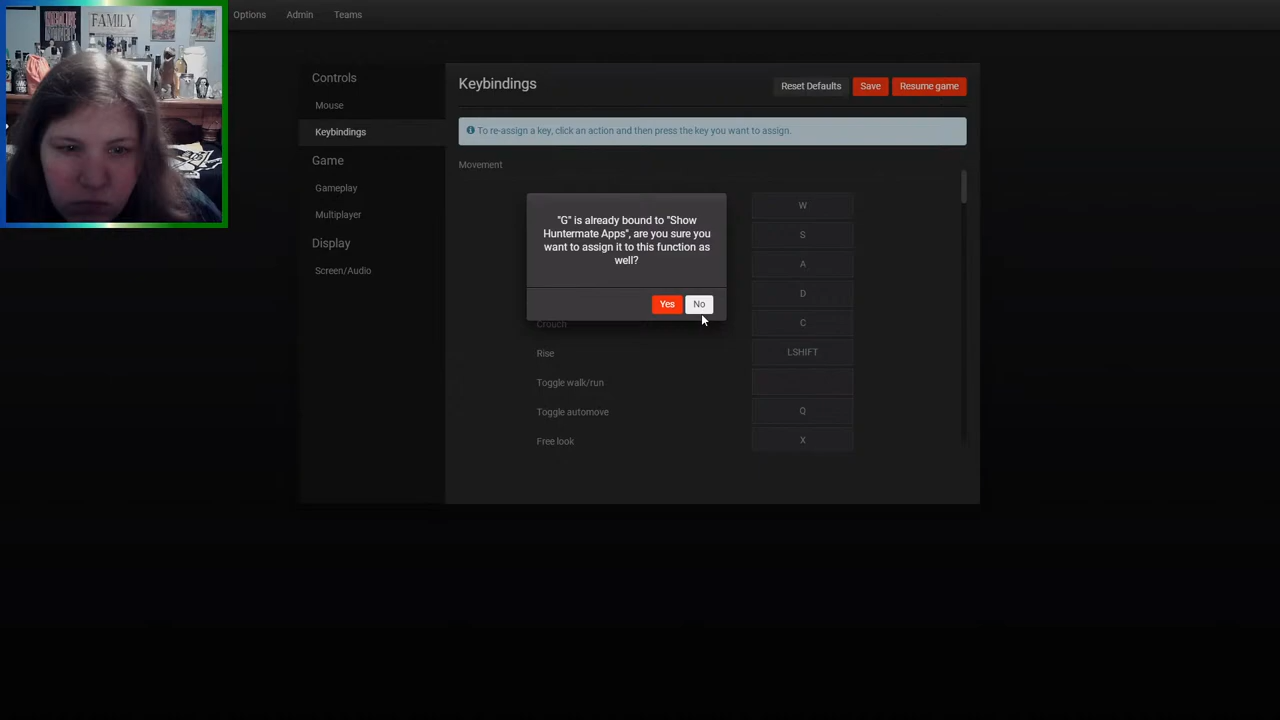 FAMILY
Options Admin Teams
Controls
Mouse
Keybindings
Game
Gameplay
Multiplayer
Display
Screen/Audio
Keybindings
Reset Defaults Save Resume game
To re-assign a key, click an action and then press the key you want to assign.
Movement
"G" is already bound to "Show
Huntermate Apps", are you sure you
want to assign it to this function as
well?
Yes No
W
S
A
D
Crouch C
Rise LSHIFT
Toggle walk/run
Toggle automove Q
Free look X